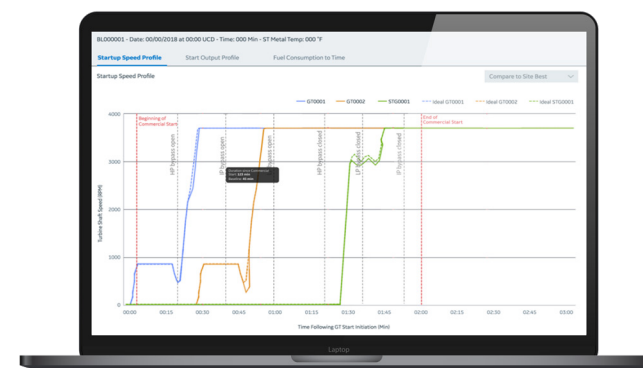 BL000001 - Date: 00/00/2018 at 00:00 UCD - Time: 000 Min - ST Metal Temp: 000 °F
Startup Speed Profile Start Output Profile Fuel Consumption to Time
Startup Speed Profile
Compare to Site Best
GT0001 GT0002 STG0001 Ideal GT0001 Ideal GT0002 Ideal STG0001
Turbine Shaft Speed (RPM)
4000
3000
2000
1000
0
Beginning of
Commercial Start
HP bypass open
IP bypass open
LP bypass open
HP bypass closed
LP bypass closed
IP bypass closed
End of
Commercial Start
00:00 00:15 00:30 00:45 01:00 01:15 01:30 01:45 02:00 02:15 02:30 02:45 03:00
Time Following GT Start Initiation (Min)
Laptop